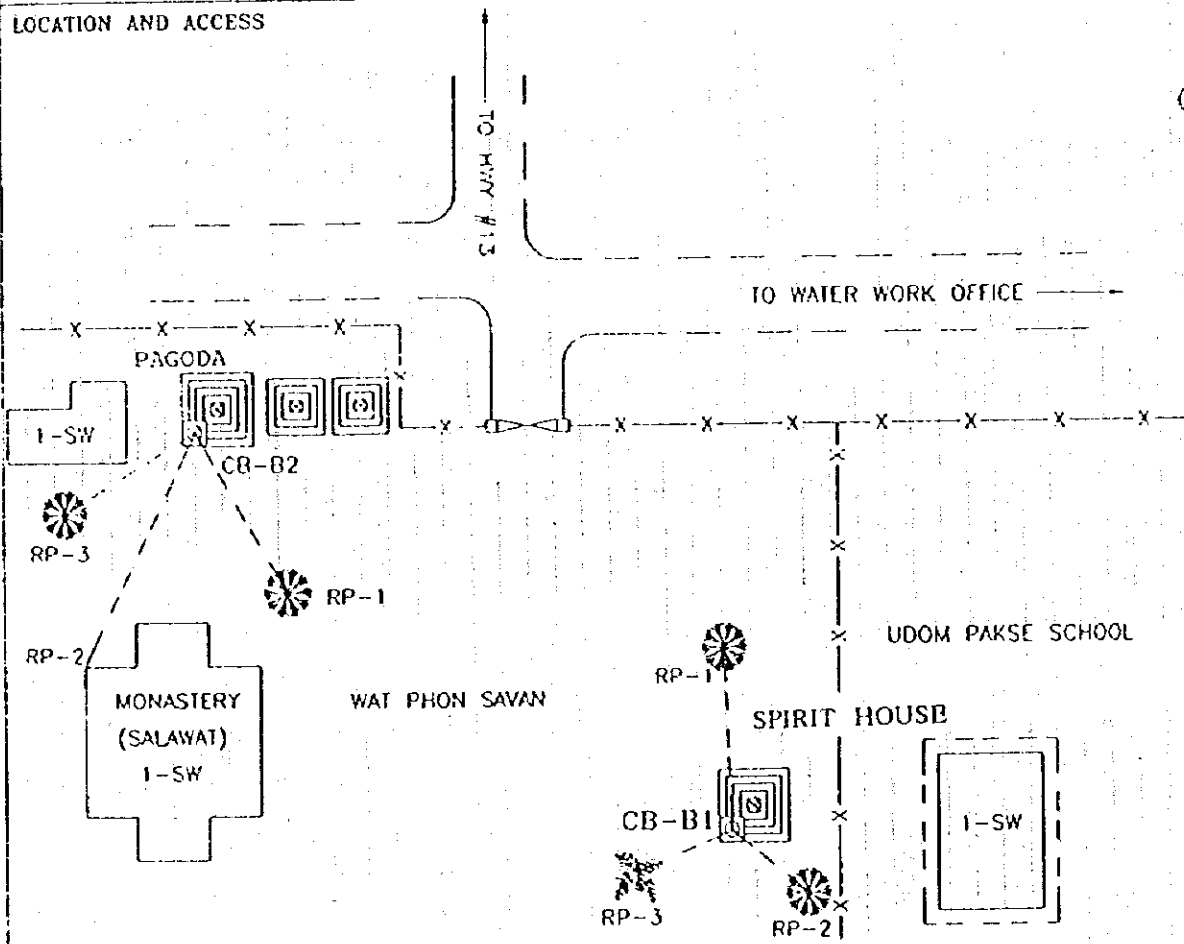 LOCATION AND ACCESS
TO HWY #13
TO WATER WORK OFFICE
X X X X
PAGODA
X
1-SW
X X X X X X X X
CB-B2
X
RP-3
X
RP-1
X
UDOM PAKSE SCHOOL
RP-2
RP-1
MONASTERY
(SALAWAT)
1-SW
WAT PHON SAVAN
SPIRIT HOUSE
CB-B1
X
1-SW
RP-3
RP-2
X